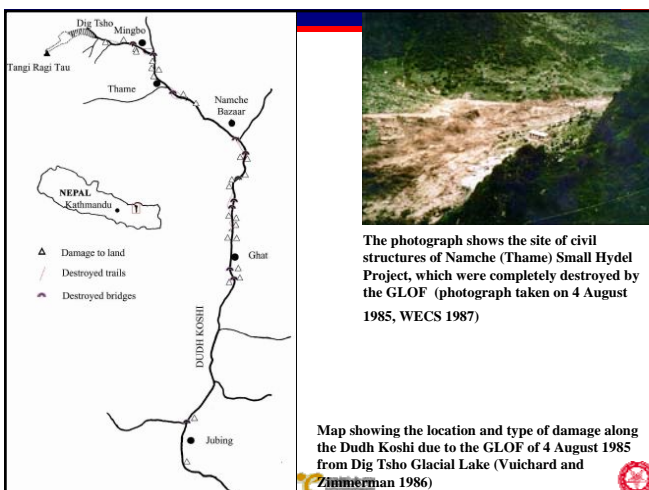 Dig Tsho
Mingbo
Tangi Ragi Tau
Thame
Namche
Bazaar
NEPAL
Kathmandu
Damage to land
Destroyed trails
Destroyed bridges
Ghat
DUDH KOSHI
Jubing
The photograph shows the site of civil
structures of Namche (Thame) Small Hydel
Project, which were completely destroyed by
the GLOF (photograph taken on 4 August
1985, WECS 1987)
Map showing the location and type of damage along
the Dudh Koshi due to the GLOF of 4 August 1985
from Dig Tsho Glacial Lake (Vuichard and
Zimmerman 1986)